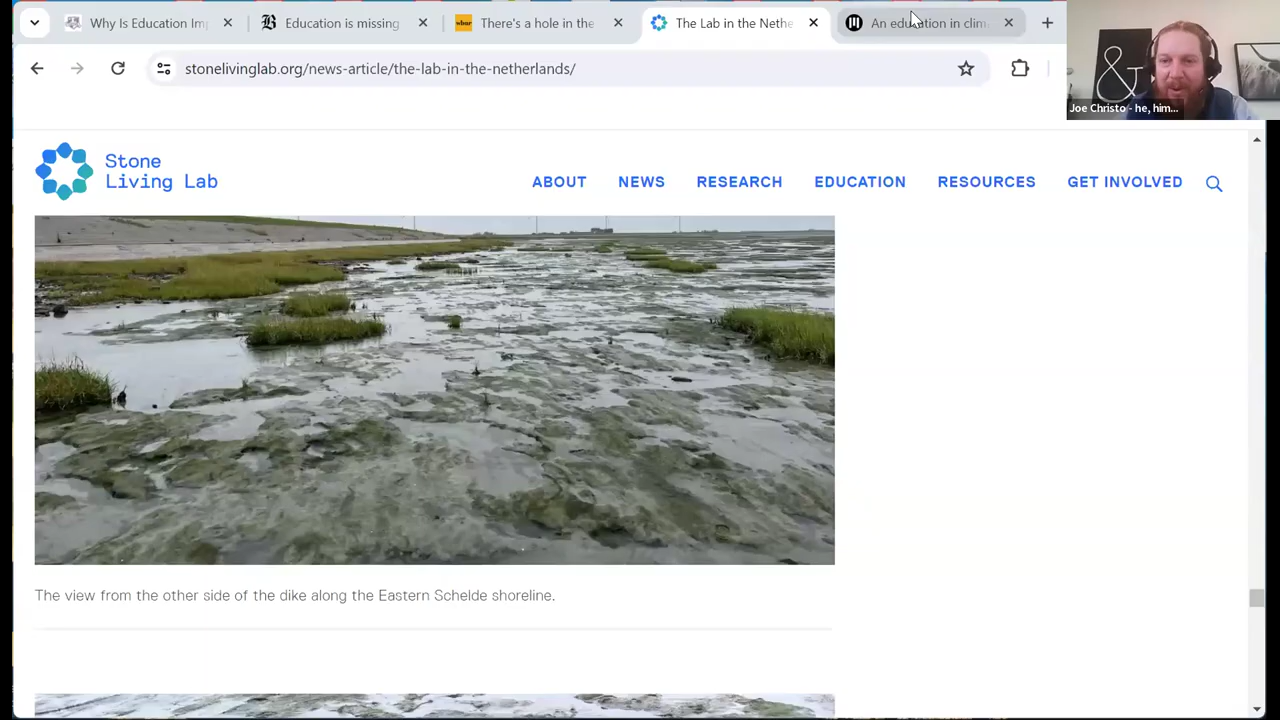 Why Is Education Im
Education is missing
There's a hole in the
The Lab in the Nethe
An education in clim
stonelivinglab.org/news-article/the-lab-in-the-netherlands/
Joe Christo - he, him...
&
Stone
Living Lab
ABOUT
NEWS
RESEARCH
EDUCATION
RESOURCES
GET INVOLVED
The view from the other side of the dike along the Eastern Schelde shoreline.